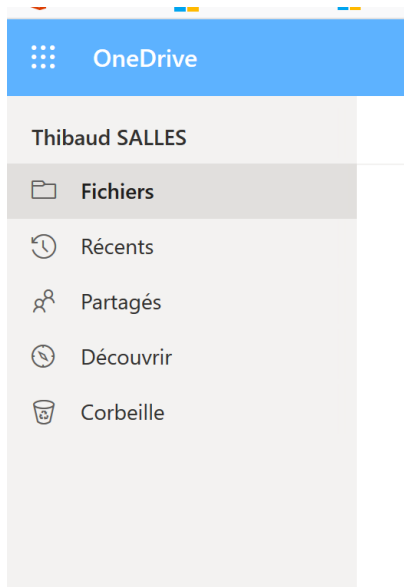 OneDrive
Thibaud SALLES
Fichiers
Récents
Partagés
Découvrir
Corbeille